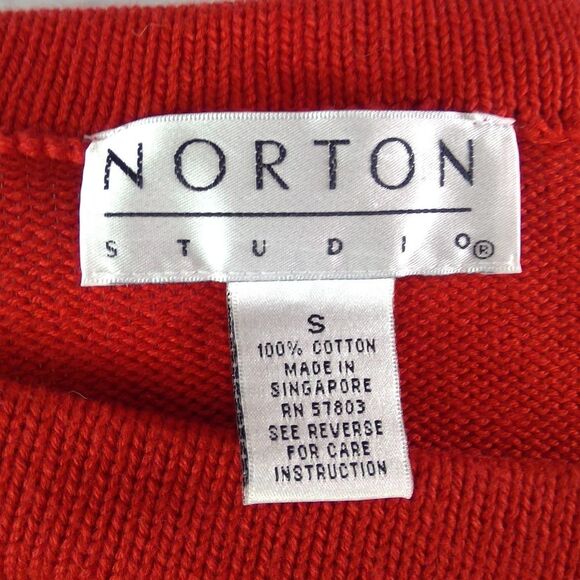 NORTON
STUDIO®
S
100% COTTON
MADE IN
SINGAPORE
RN 57803
SEE REVERSE
FOR CARE
INSTRUCTION